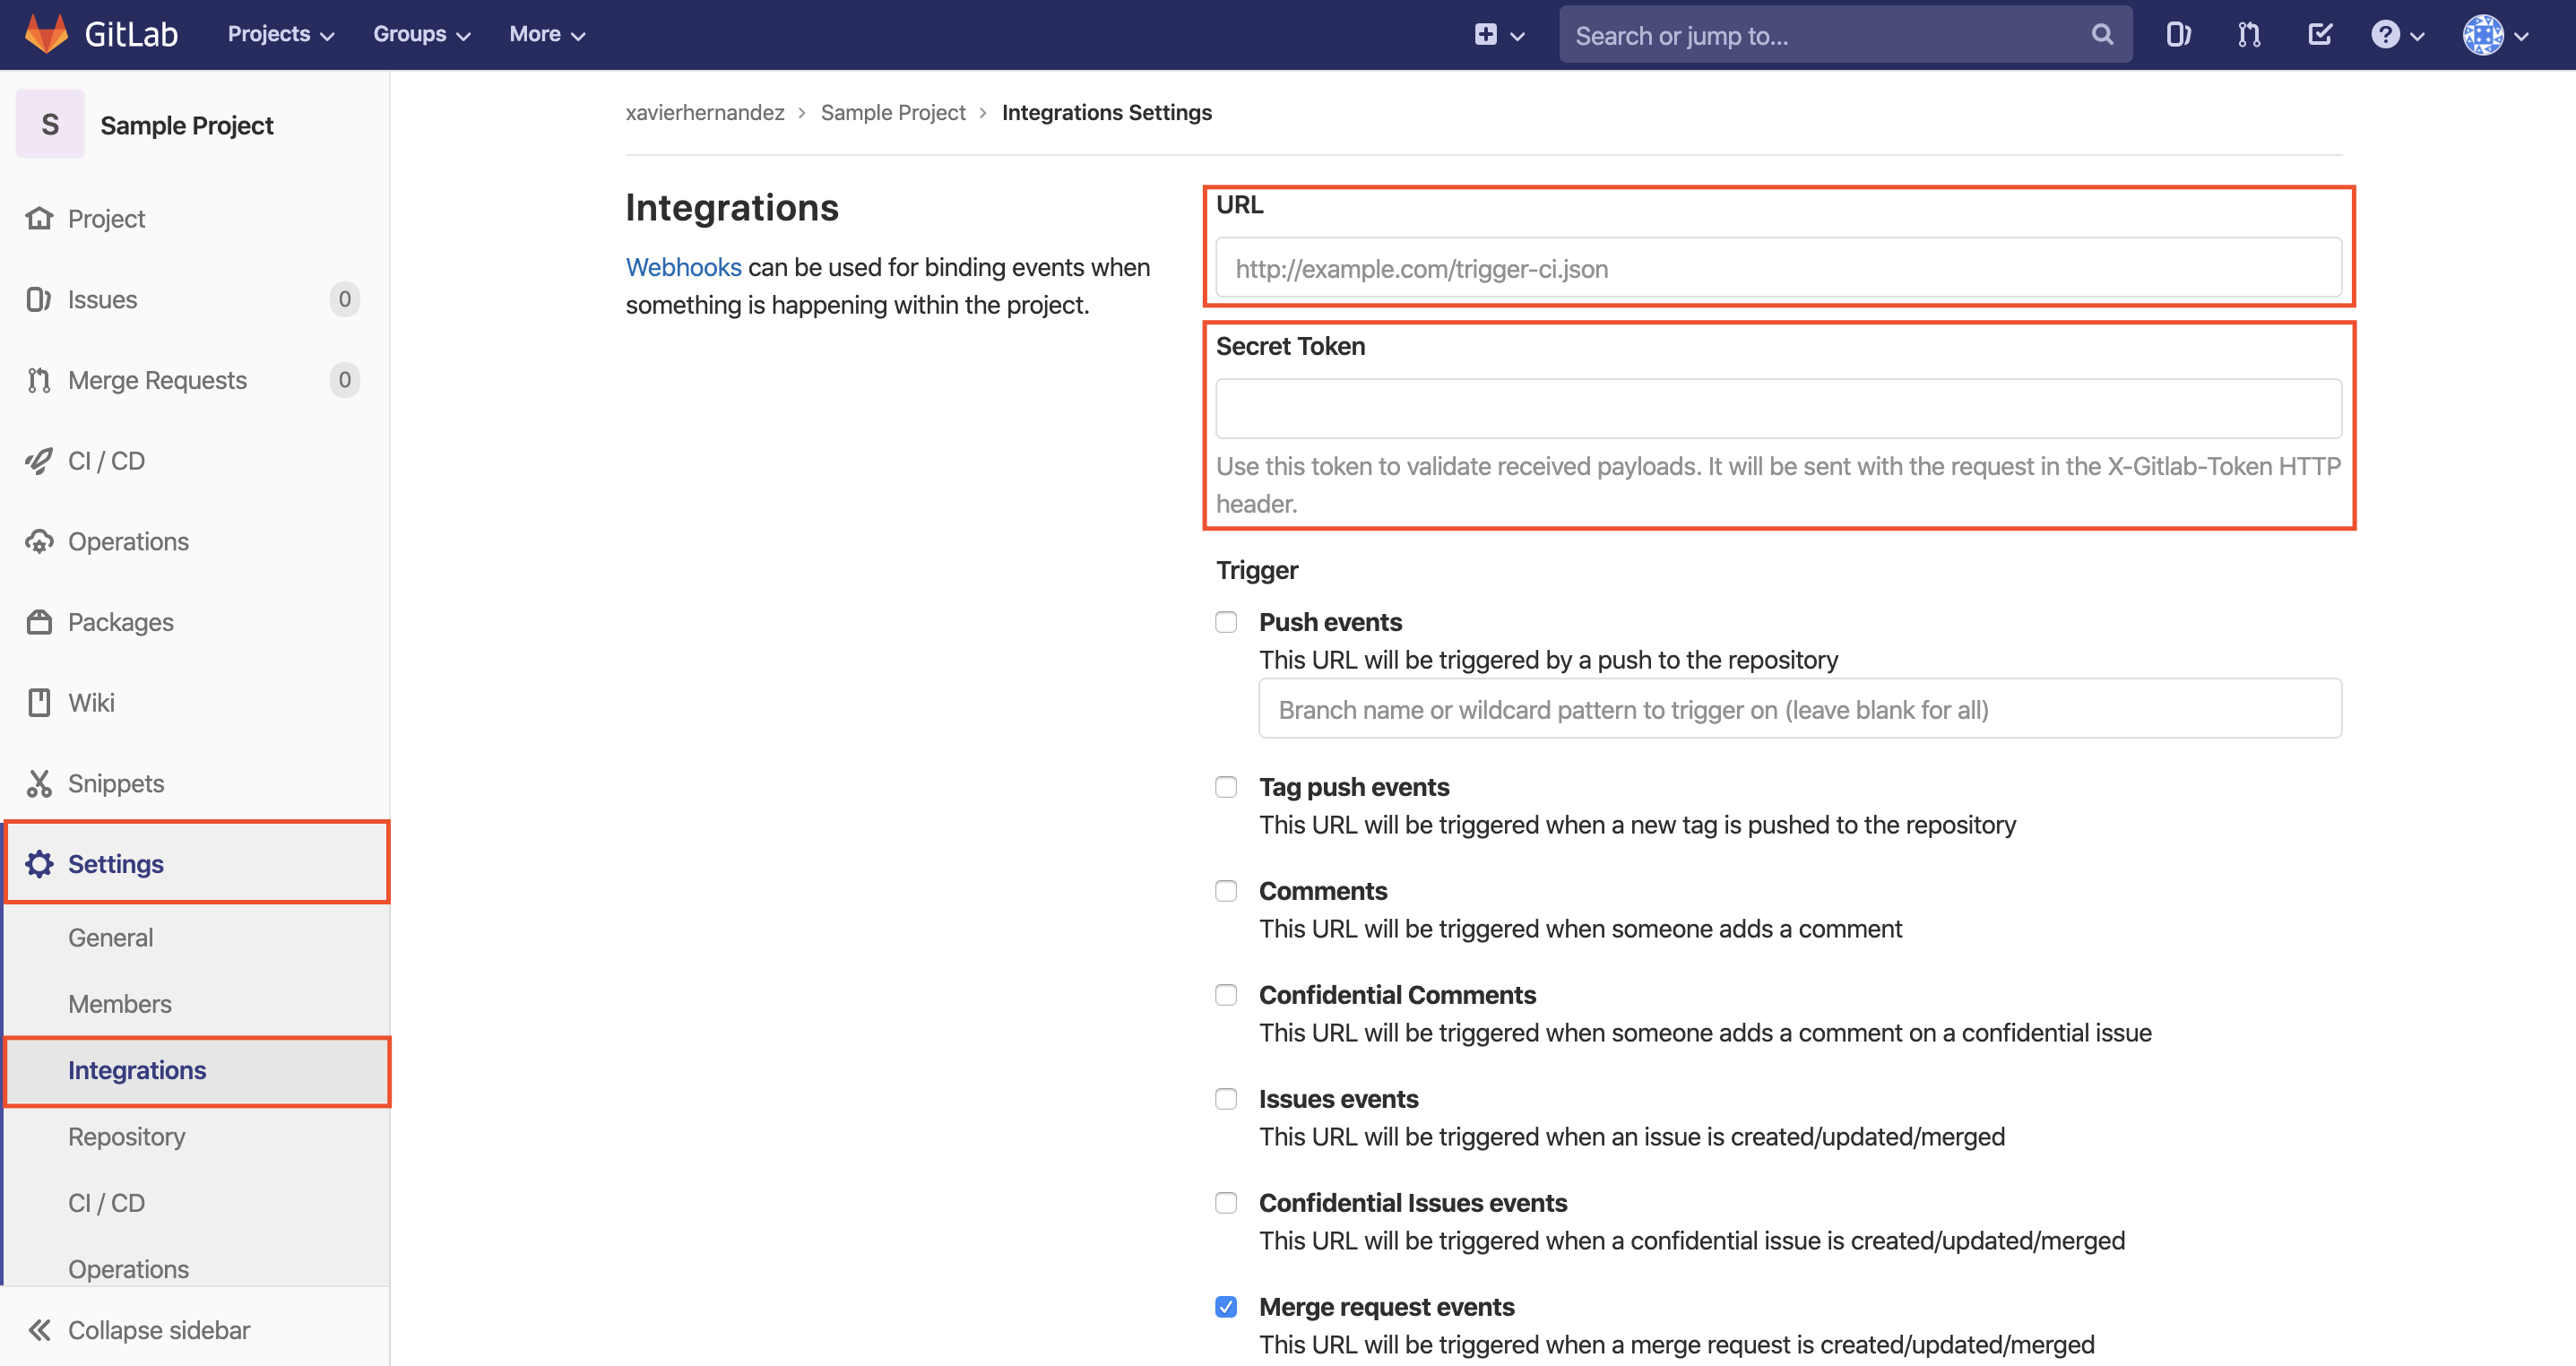 GitLab Projects Groups More Search or jump to...
S Sample Project
Project
Issues 0
Merge Requests 0
CI / CD
Operations
Packages
Wiki
Snippets
Settings
General
Members
Integrations
Repository
CI / CD
Operations
Collapse sidebar
xavierhernandez > Sample Project > Integrations Settings
Integrations
Webhooks can be used for binding events when
something is happening within the project.
URL
http://example.com/trigger-ci.json
Secret Token
Use this token to validate received payloads. It will be sent with the request in the X-Gitlab-Token HTTP
header.
Trigger
Push events
This URL will be triggered by a push to the repository
Branch name or wildcard pattern to trigger on (leave blank for all)
Tag push events
This URL will be triggered when a new tag is pushed to the repository
Comments
This URL will be triggered when someone adds a comment
Confidential Comments
This URL will be triggered when someone adds a comment on a confidential issue
Issues events
This URL will be triggered when an issue is created/updated/merged
Confidential Issues events
This URL will be triggered when a confidential issue is created/updated/merged
Merge request events
This URL will be triggered when a merge request is created/updated/merged